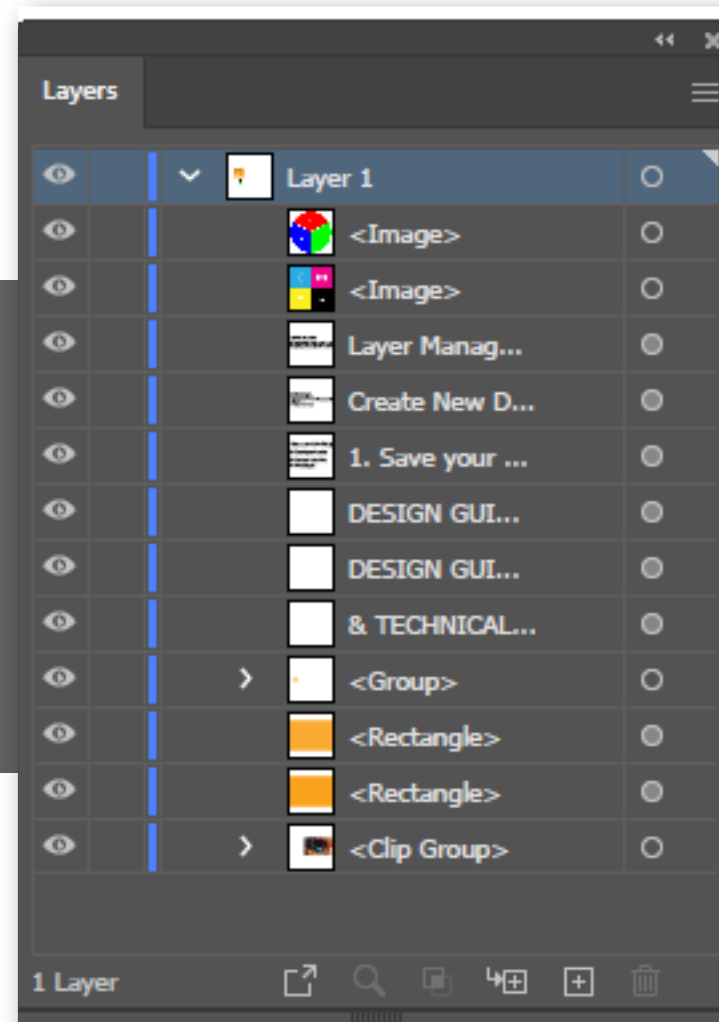 Layers
Layer 1
<Image>
<Image>
Layer Manag...
Create New D...
1. Save your ...
DESIGN GUI...
DESIGN GUI...
& TECHNICAL...
<Group>
<Rectangle>
<Rectangle>
<Clip Group>
1 Layer